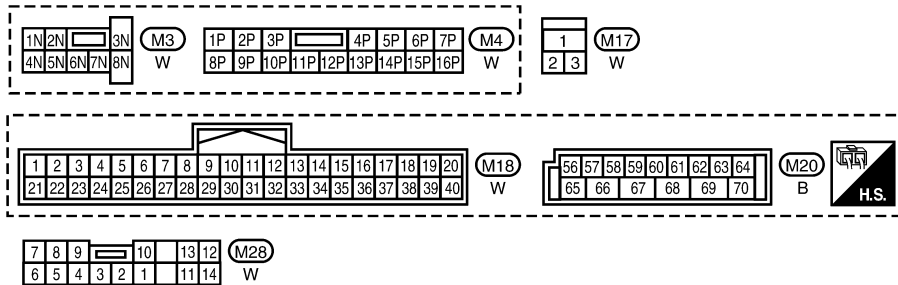 1N 2N 3N M3
4N 5N 6N 7N 8N W
1P 2P 3P 4P 5P 6P 7P M4
8P 9P 10P 11P 12P 13P 14P 15P 16P W
1 M17
2 3 W
1 2 3 4 5 6 7 8 9 10 11 12 13 14 15 16 17 18 19 20 M18
21 22 23 24 25 26 27 28 29 30 31 32 33 34 35 36 37 38 39 40 W
56 57 58 59 60 61 62 63 64 M20
65 66 67 68 69 70 B
H.S.
7 8 9 10 13 12 M28
6 5 4 3 2 1 11 14 W